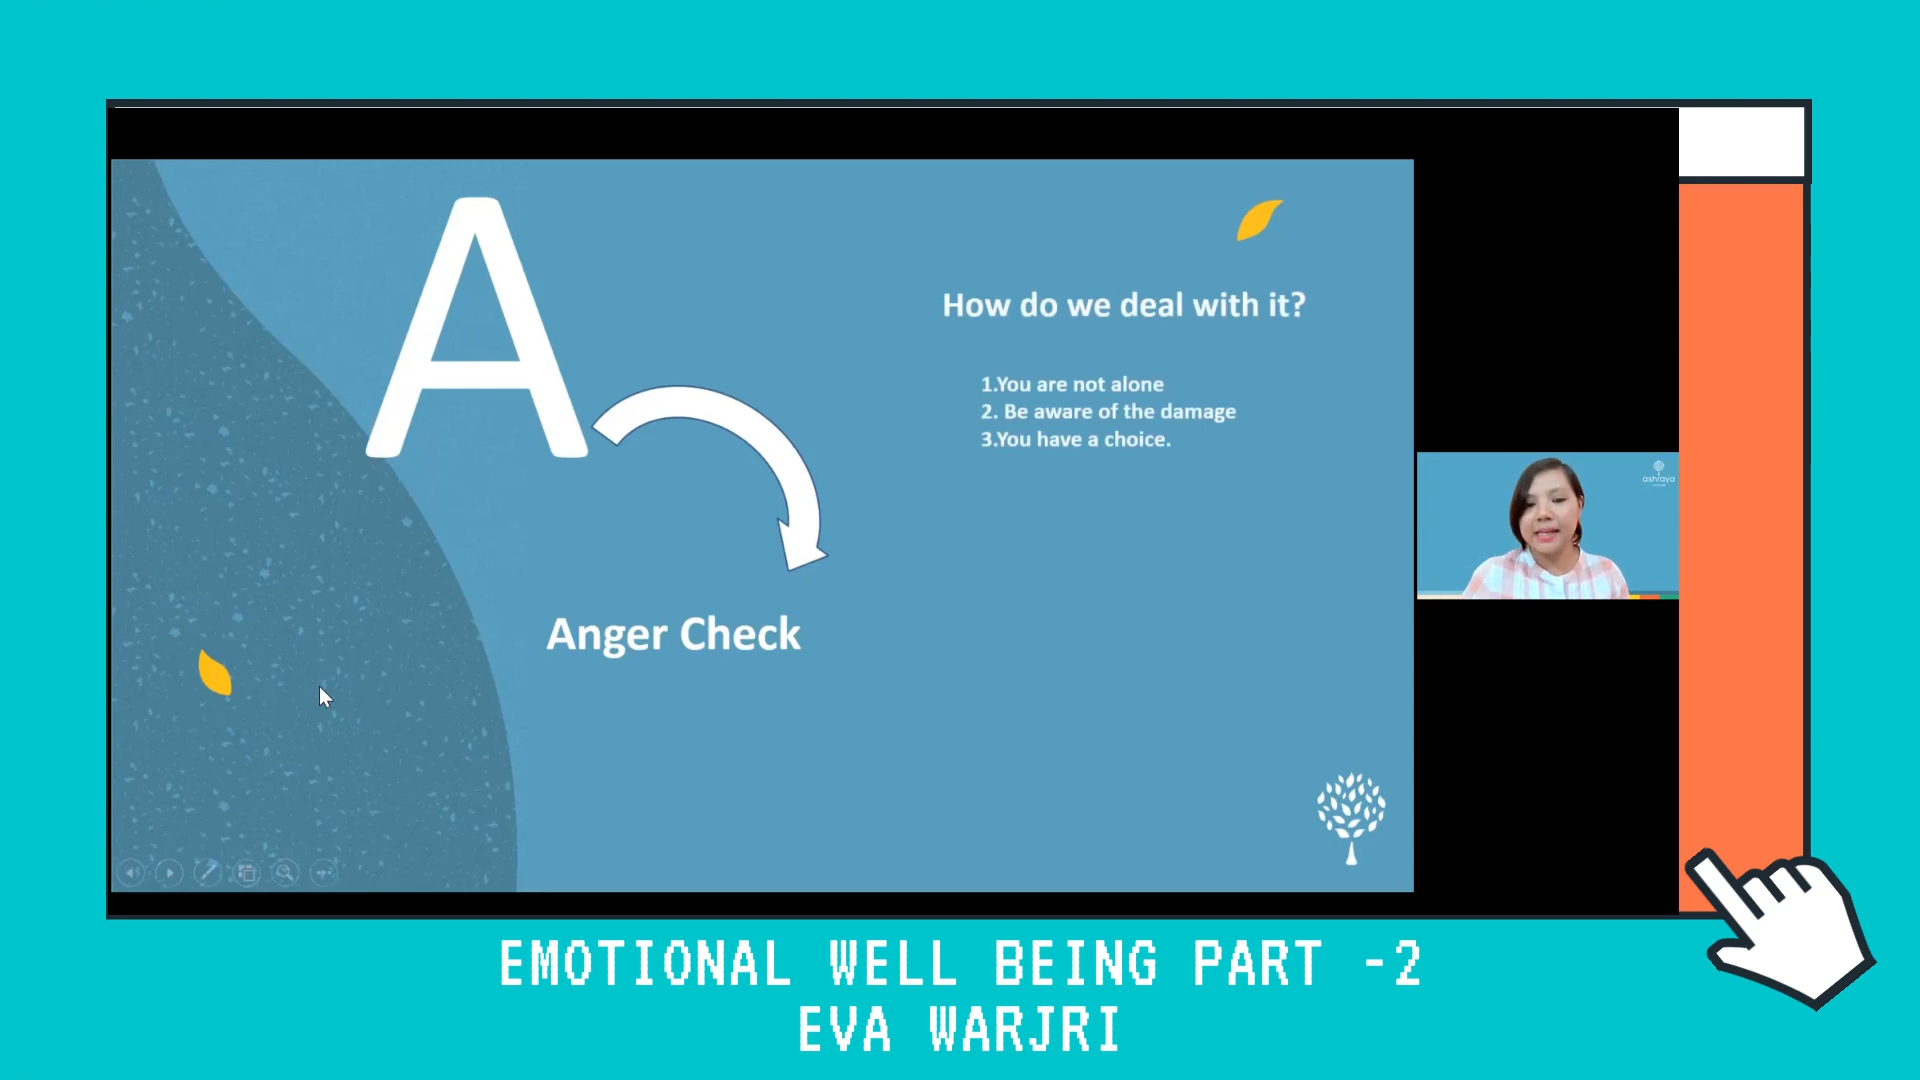 A
How do we deal with it?
1.You are not alone
2. Be aware of the damage
3.You have a choice.
ashraya
Anger Check
EMOTIONAL WELL BEING PART -2
EVA WARJRI